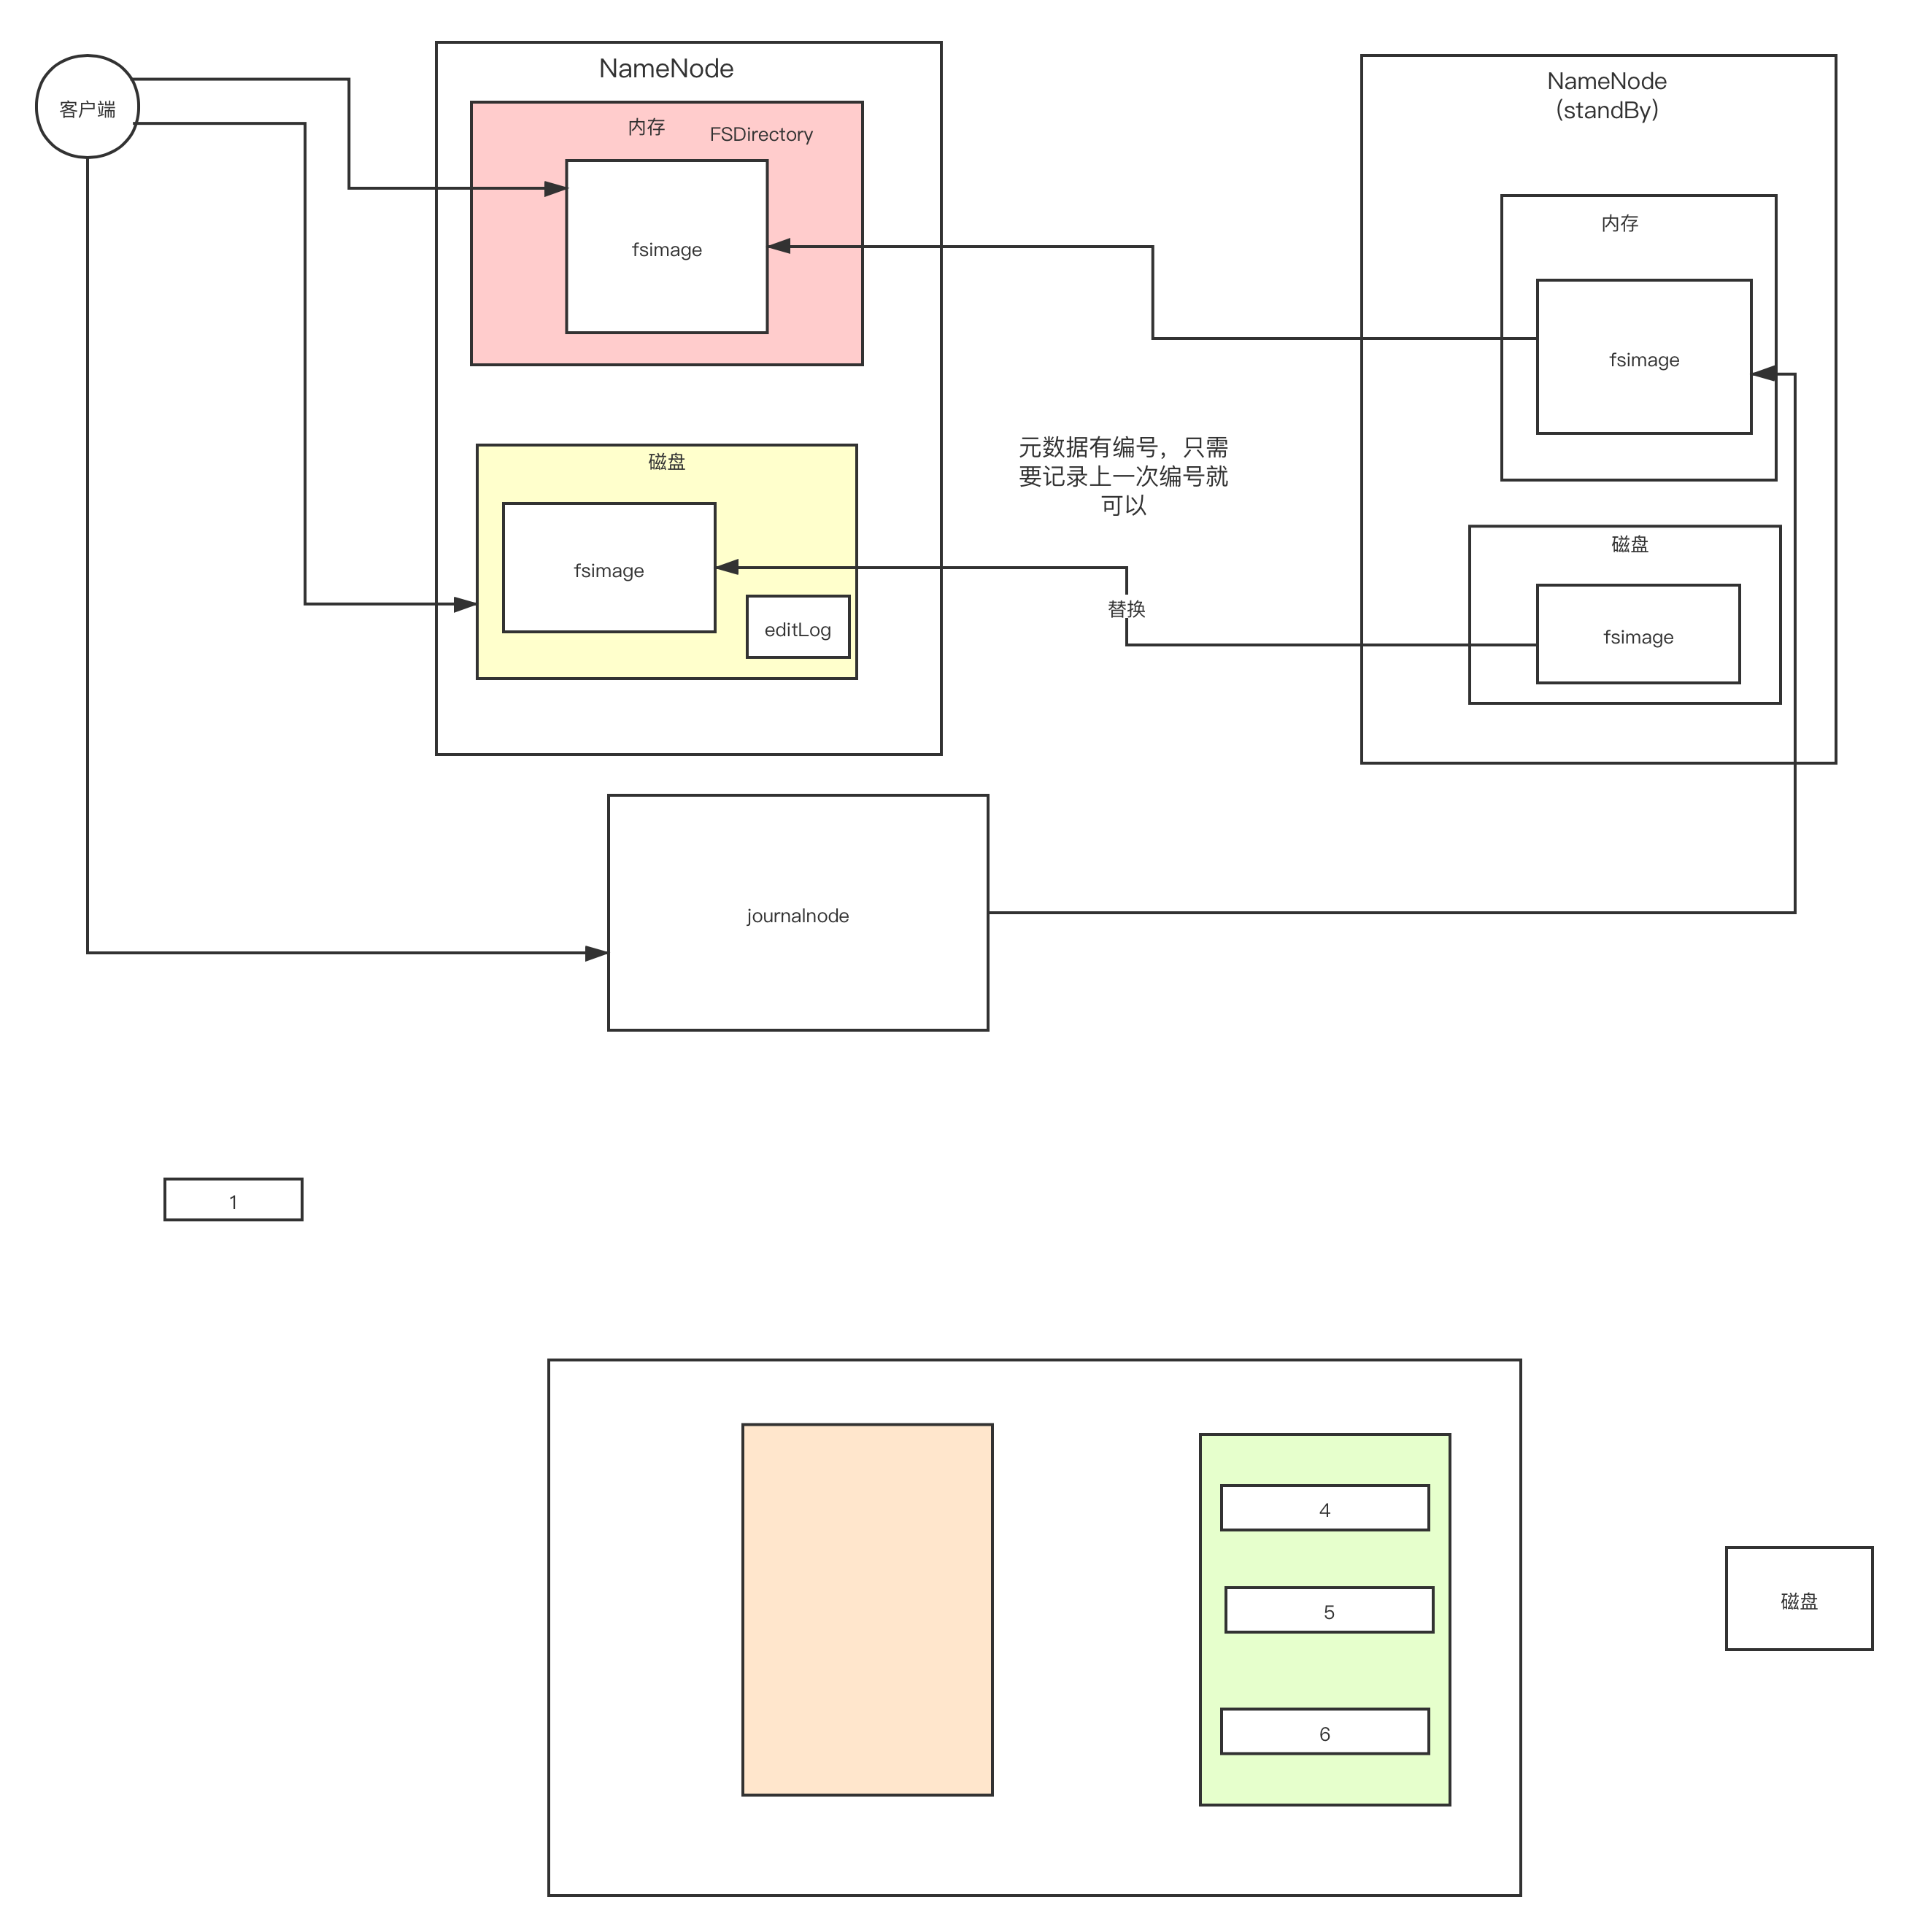 客户端
NameNode
内存
FSDirectory
fsimage
磁盘
fsimage
editLog
元数据有编号，只需
要记录上一次编号就
可以
替换
NameNode
(standBy)
内存
fsimage
磁盘
fsimage
journalnode
1
4
5
6
磁盘